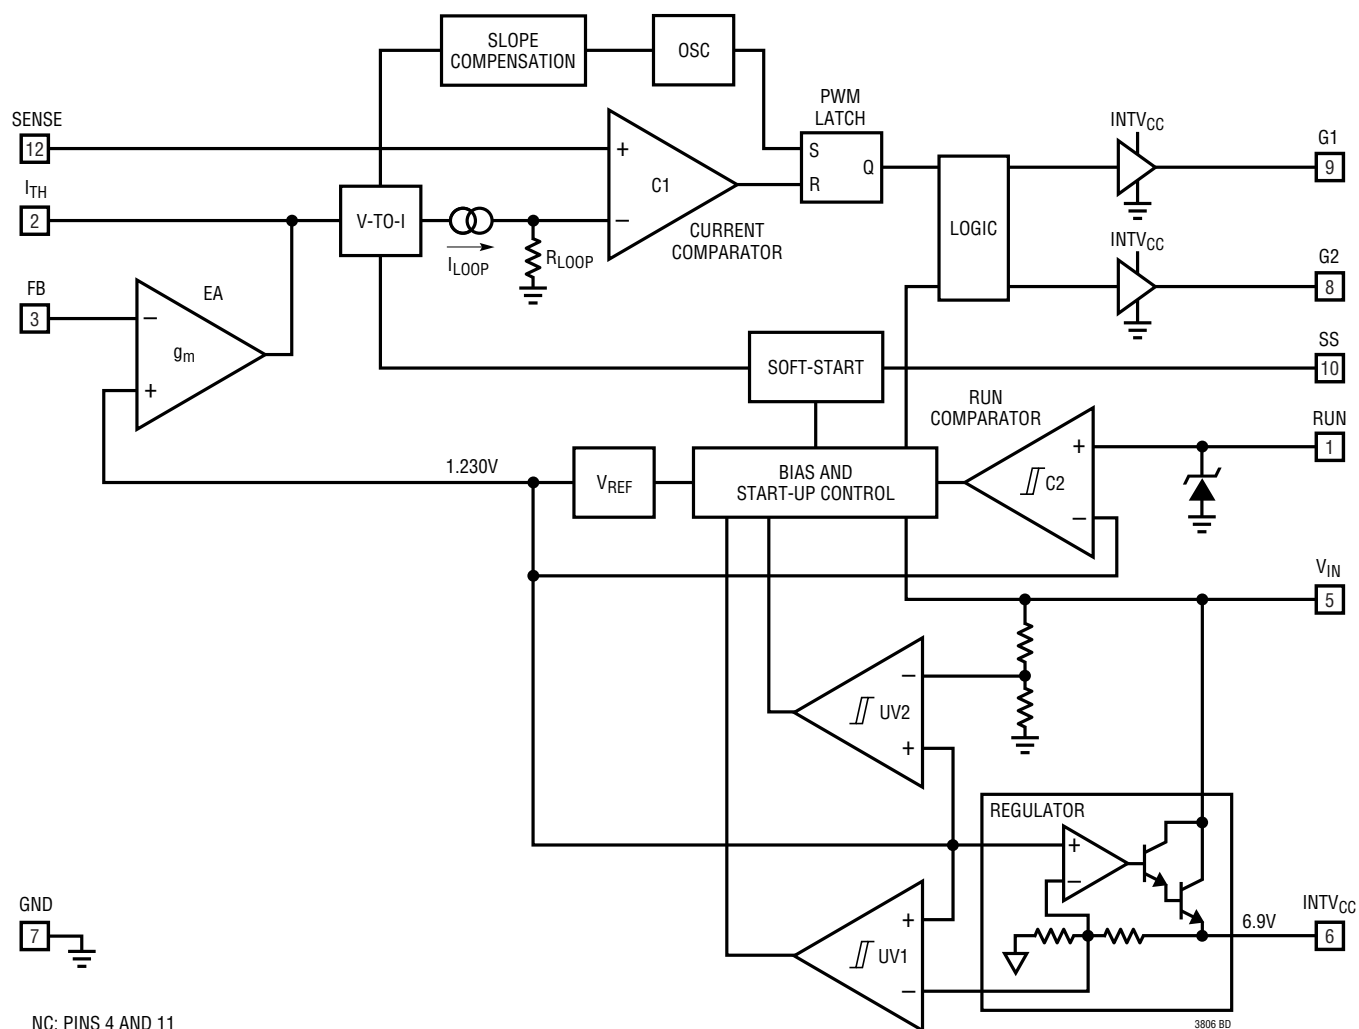 SLOPE
COMPENSATION
OSC
PWM
LATCH
SENSE
12
S
R
Q
+
C1
−
CURRENT
COMPARATOR
INTVCC
G1
9
ITH
2
V-TO-I
ILOOP
RLOOP
LOGIC
INTVCC
G2
8
FB
3
EA
−
gm
+
SOFT-START
SS
10
RUN
COMPARATOR
+
C2
−
RUN
1
1.230V
VREF
BIAS AND
START-UP CONTROL
VIN
5
−
UV2
+
REGULATOR
+
−
GND
7
+
UV1
−
6.9V
INTVCC
6
NC: PINS 4 AND 11
3806 BD